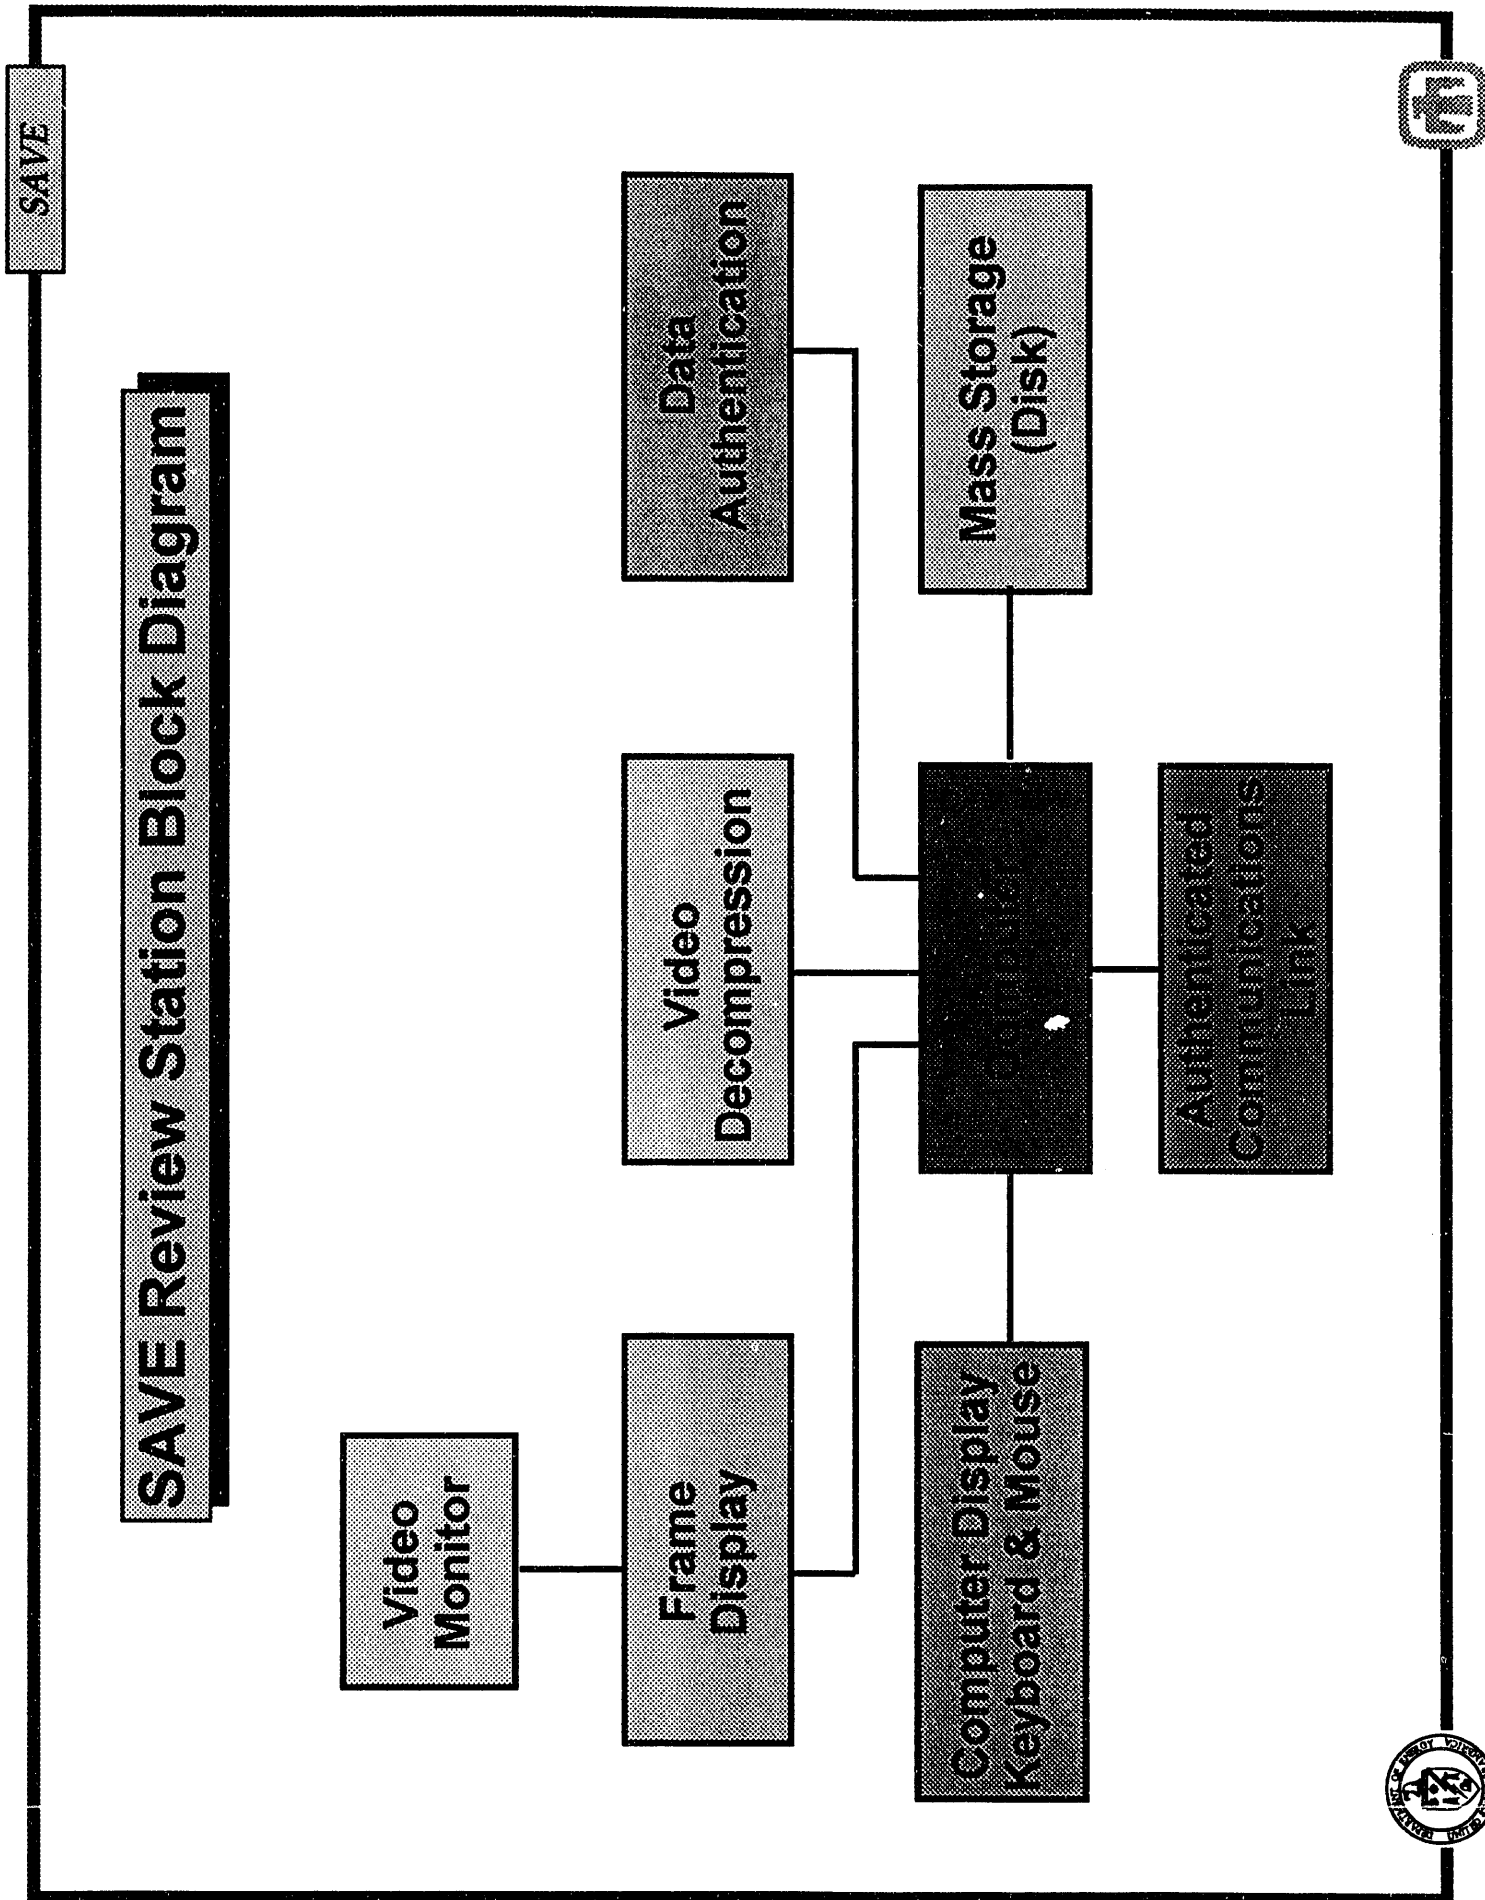 SAVE
SAVE Review Station Block Diagram
Video
Monitor
Frame
Display
Video
Decompression
Data
Authentication
Computer Display
Keyboard & Mouse
Computer
Mass Storage
(Disk)
Authenticated
Communications
Link